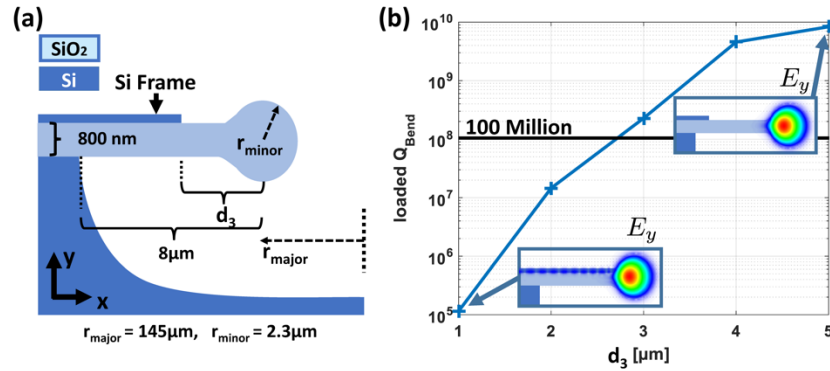 (a)
SiO2
Si
Si Frame
800 nm
rminor
d3
8µm
rmajor
y
x
rmajor = 145µm, rminor = 2.3µm
(b)
loaded QBend
10^10
10^9
10^8
10^7
10^6
10^5
100 Million
Ey
Ey
1 2 3 4 5
d3 [µm]